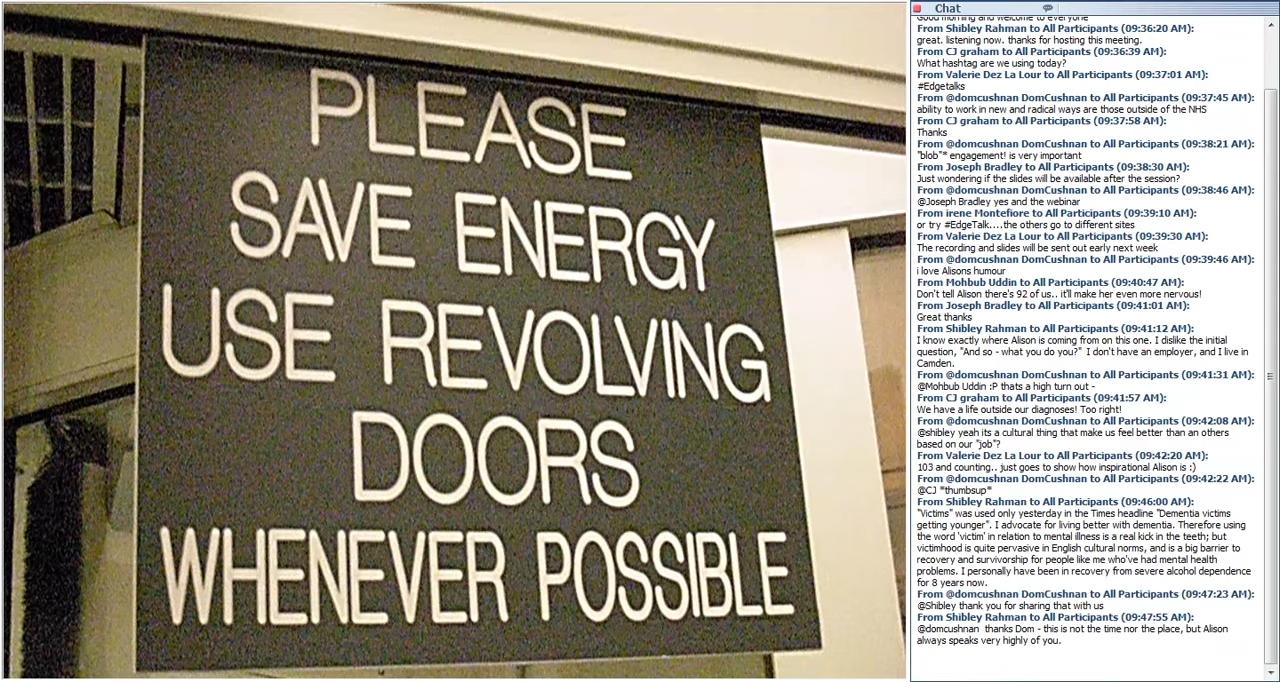 PLEASE
SAVE ENERGY
USE REVOLVING
DOORS
WHENEVER POSSIBLE
Chat
Good morning and welcome to everyone
From Shibley Rahman to All Participants (09:36:20 AM):
great. listening now. thanks for hosting this meeting.
From CJ graham to All Participants (09:36:39 AM):
What hashtag are we using today?
From Valerie Dez La Lour to All Participants (09:37:01 AM):
#Edgetalks
From @domcushnan DomCushnan to All Participants (09:37:45 AM):
ability to work in new and radical ways are those outside of the NHS
From CJ graham to All Participants (09:37:58 AM):
Thanks
From @domcushnan DomCushnan to All Participants (09:38:21 AM):
"blob"* engagement! is very important
From Joseph Bradley to All Participants (09:38:30 AM):
Just wondering if the slides will be available after the session?
From @domcushnan DomCushnan to All Participants (09:38:46 AM):
@Joseph Bradley yes and the webinar
From irene Montefiore to All Participants (09:39:10 AM):
or try #EdgeTalk....the others go to different sites
From Valerie Dez La Lour to All Participants (09:39:30 AM):
The recording and slides will be sent out early next week
From @domcushnan DomCushnan to All Participants (09:39:46 AM):
i love Alisons humour
From Mohbub Uddin to All Participants (09:40:47 AM):
Don't tell Alison there's 92 of us.. it'll make her even more nervous!
From Joseph Bradley to All Participants (09:41:01 AM):
Great thanks
From Shibley Rahman to All Participants (09:41:12 AM):
I know exactly where Alison is coming from on this one. I dislike the initial
question, "And so - what you do you?" I don't have an employer, and I live in
Camden.
From @domcushnan DomCushnan to All Participants (09:41:31 AM):
@Mohbub Uddin :P thats a high turn out -
From CJ graham to All Participants (09:41:57 AM):
We have a life outside our diagnoses! Too right!
From @domcushnan DomCushnan to All Participants (09:42:08 AM):
@shibley yeah its a cultural thing that make us feel better than an others
based on our "job"?
From Valerie Dez La Lour to All Participants (09:42:20 AM):
103 and counting.. just goes to show how inspirational Alison is :)
From @domcushnan DomCushnan to All Participants (09:42:22 AM):
@CJ *thumbsup*
From Shibley Rahman to All Participants (09:46:00 AM):
"Victims" was used only yesterday in the Times headline "Dementia victims
getting younger". I advocate for living better with dementia. Therefore using
the word 'victim' in relation to mental illness is a real kick in the teeth; but
victimhood is quite pervasive in English cultural norms, and is a big barrier to
recovery and survivorship for people like me who've had mental health
problems. I personally have been in recovery from severe alcohol dependence
for 8 years now.
From @domcushnan DomCushnan to All Participants (09:47:23 AM):
@Shibley thank you for sharing that with us
From Shibley Rahman to All Participants (09:47:55 AM):
@domcushnan  thanks Dom - this is not the time nor the place, but Alison
always speaks very highly of you.